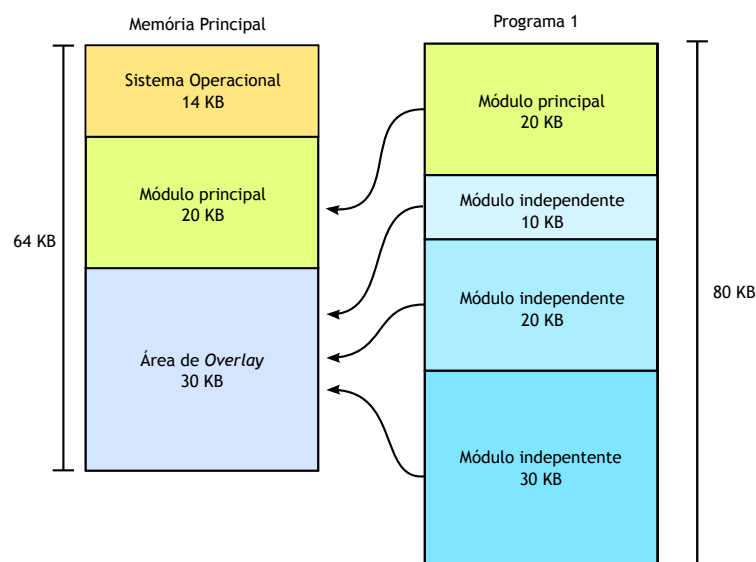 Memória Principal
Sistema Operacional
14 KB
Módulo principal
20 KB
Área de Overlay
30 KB
64 KB
Programa 1
Módulo principal
20 KB
Módulo independente
10 KB
Módulo independente
20 KB
Módulo indepentente
30 KB
80 KB